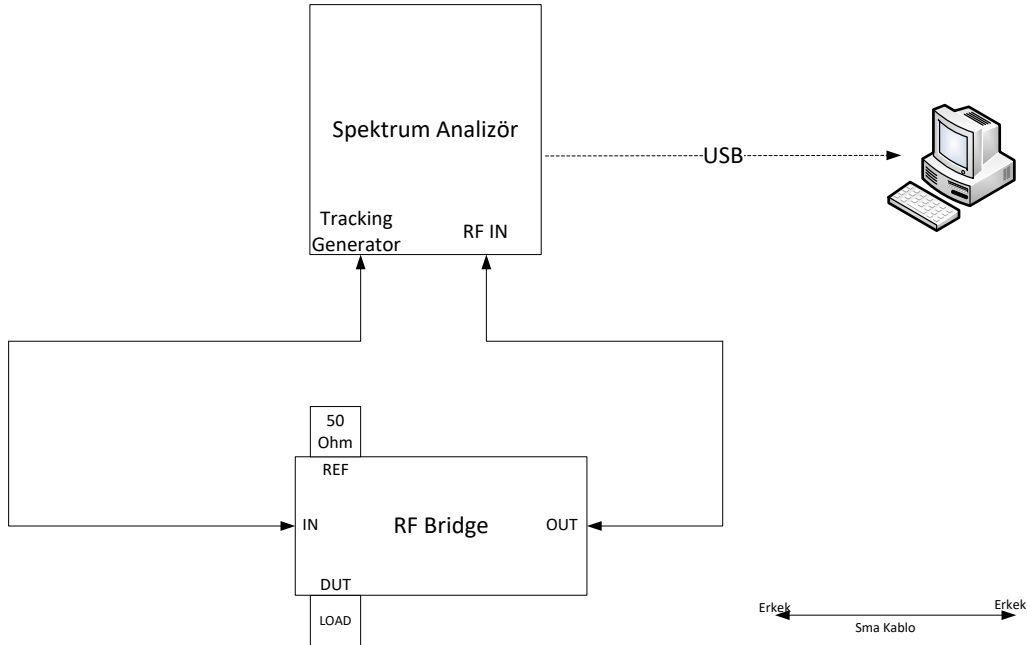 Spektrum Analizör
USB
Tracking
Generator
RF IN
50
Ohm
REF
IN
RF Bridge
OUT
DUT
LOAD
Erkek
Erkek
Sma Kablo